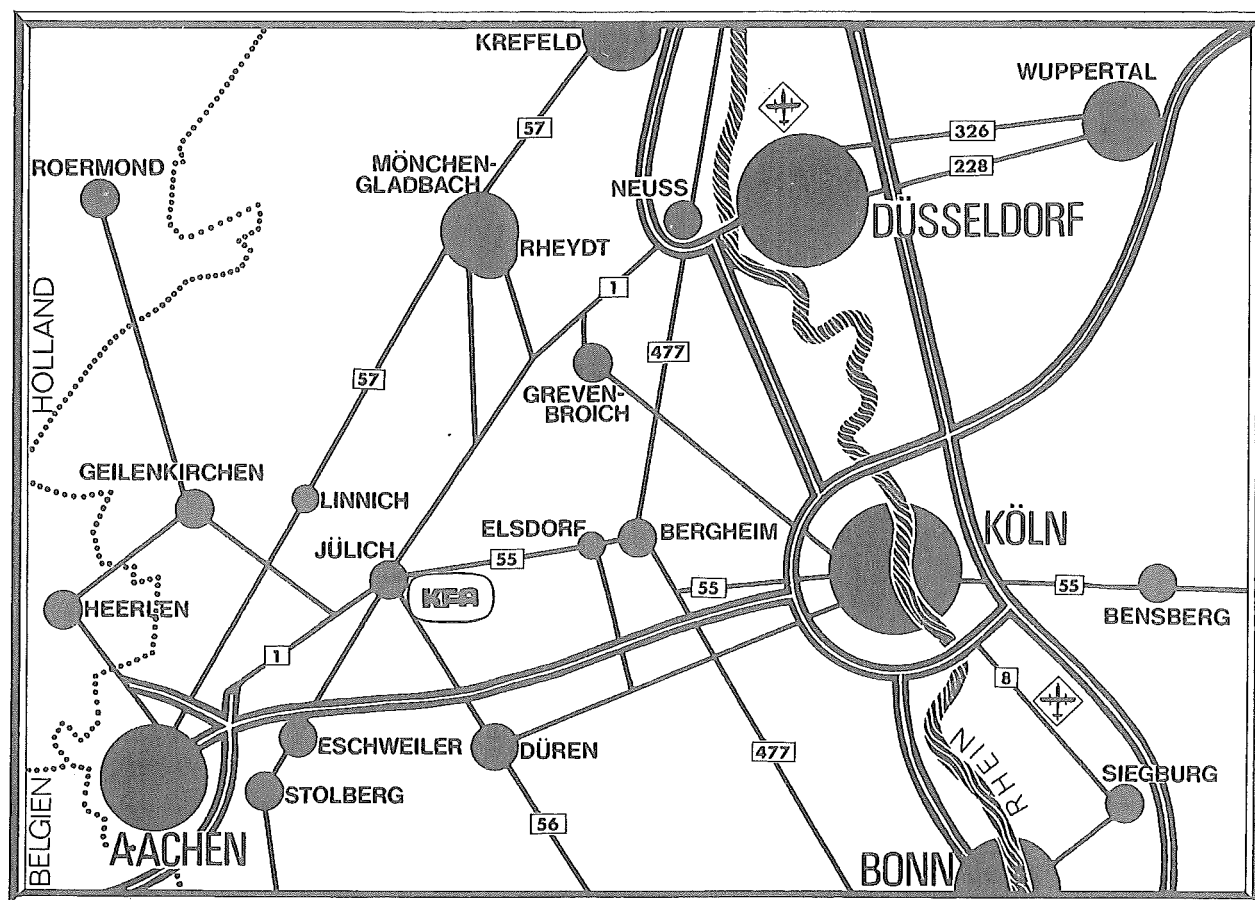 KREFELD
WUPPERTAL
57
326
MÖNCHEN-
GLADBACH
ROERMOND
228
NEUSS
DÜSSELDORF
RHEYDT
1
HOLLAND
477
57
GREVEN-
BROICH
GEILENKIRCHEN
LINNICH
KÖLN
ELSDORF
BERGHEIM
JÜLICH
55
55
55
KFA
HEERLEN
BENSBERG
1
8
RHEIN
ESCHWEILER
DÜREN
477
SIEGBURG
STOLBERG
56
BELGIEN
AACHEN
BONN